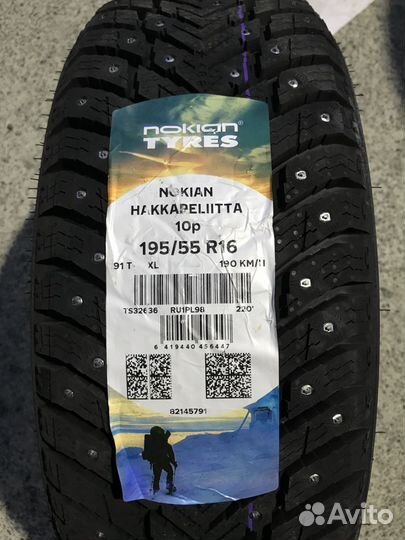 nokian®
TYRES
NOKIAN
HAKKAPELIITTA
10p
195/55 R16
91 T XL 190 KM/H
TS32636 RU1PL98 220'
6 419440 456447
82145791
Avito